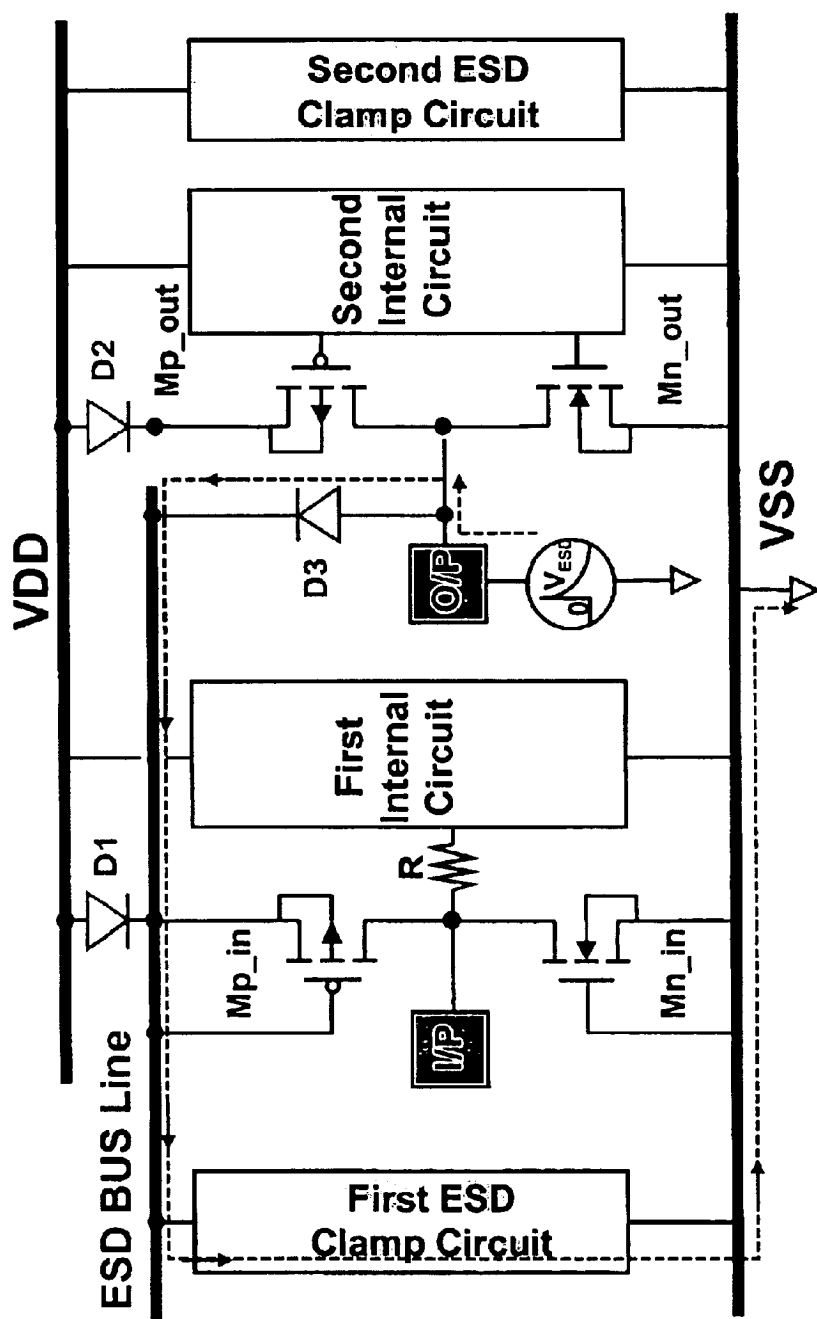 VDD
ESD BUS Line
D1
D2
D3
Mp_in
Mn_in
Mp_out
Mn_out
R
I/P
O/P
0
VESD
First ESD
Clamp Circuit
First
Internal
Circuit
Second
Internal
Circuit
Second ESD
Clamp Circuit
VSS